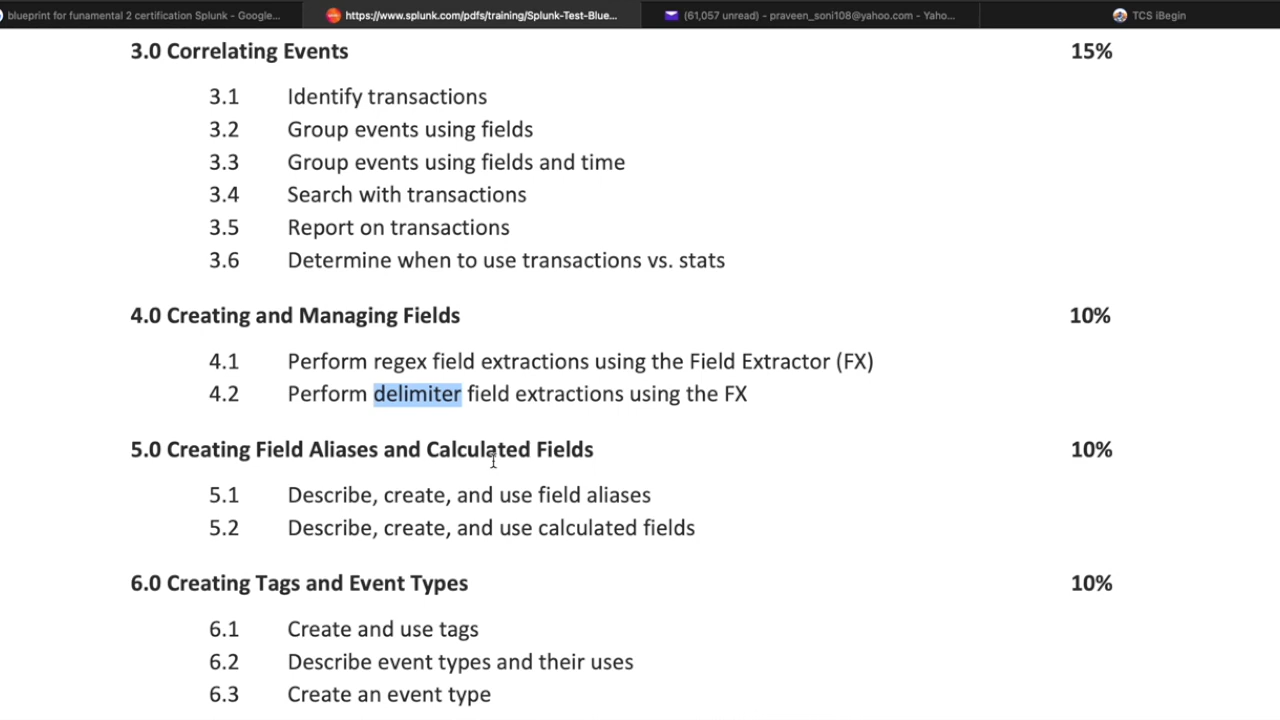 blueprint for funamental 2 certification Splunk - Google...
https://www.splunk.com/pdfs/training/Splunk-Test-Blue...
(61,057 unread) - praveen_soni108@yahoo.com - Yaho...
TCS iBegin
3.0 Correlating Events 15%
3.1 Identify transactions
3.2 Group events using fields
3.3 Group events using fields and time
3.4 Search with transactions
3.5 Report on transactions
3.6 Determine when to use transactions vs. stats
4.0 Creating and Managing Fields 10%
4.1 Perform regex field extractions using the Field Extractor (FX)
4.2 Perform delimiter field extractions using the FX
5.0 Creating Field Aliases and Calculated Fields 10%
5.1 Describe, create, and use field aliases
5.2 Describe, create, and use calculated fields
6.0 Creating Tags and Event Types 10%
6.1 Create and use tags
6.2 Describe event types and their uses
6.3 Create an event type